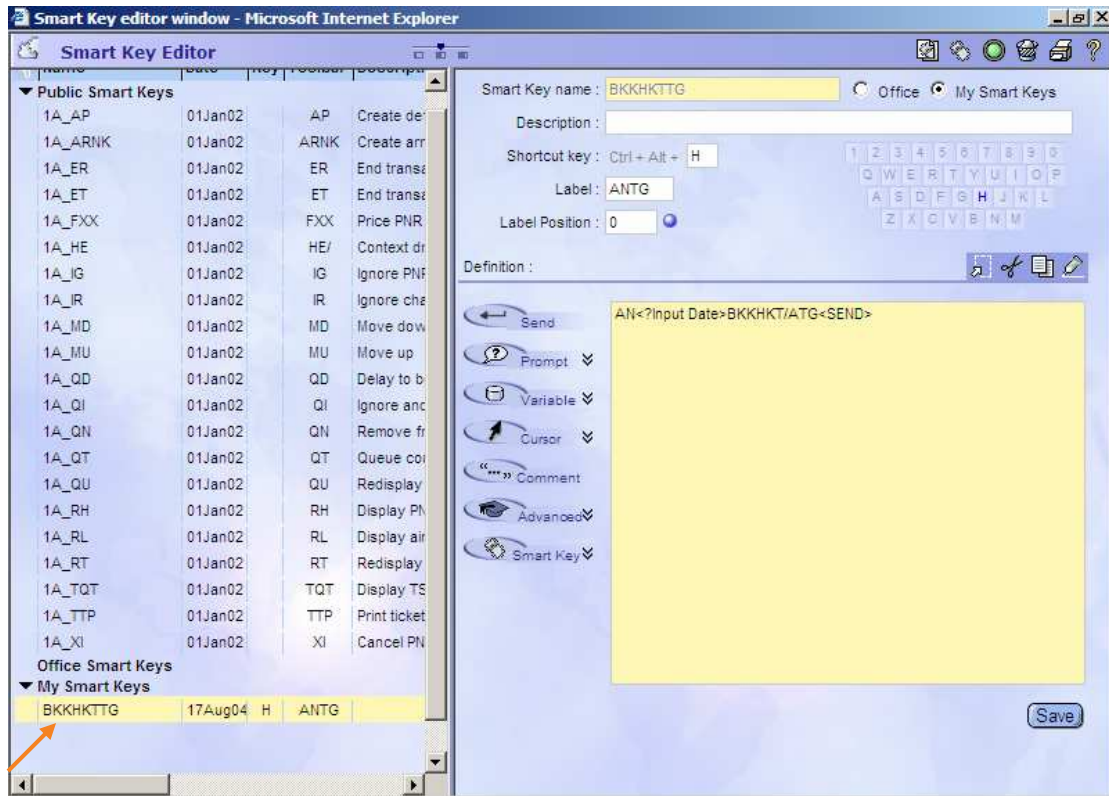 Smart Key editor window - Microsoft Internet Explorer
Smart Key Editor
Public Smart Keys
1A_AP 01Jan02 AP Create de
1A_ARNK 01Jan02 ARNK Create arr
1A_ER 01Jan02 ER End transa
1A_ET 01Jan02 ET End transa
1A_FXX 01Jan02 FXX Price PNR
1A_HE 01Jan02 HE/ Context dr
1A_IG 01Jan02 IG Ignore PNR
1A_IR 01Jan02 IR Ignore cha
1A_MD 01Jan02 MD Move dow
1A_MU 01Jan02 MU Move up
1A_QD 01Jan02 QD Delay to b
1A_QI 01Jan02 QI Ignore and
1A_QN 01Jan02 QN Remove fr
1A_QT 01Jan02 QT Queue cou
1A_QU 01Jan02 QU Redisplay
1A_RH 01Jan02 RH Display PN
1A_RL 01Jan02 RL Display air
1A_RT 01Jan02 RT Redisplay
1A_TQT 01Jan02 TQT Display TS
1A_TTP 01Jan02 TTP Print ticket
1A_XI 01Jan02 XI Cancel PN
Office Smart Keys
My Smart Keys
BKKHKTTG 17Aug04 H ANTG
Smart Key name : BKKHKTTG Office My Smart Keys
Description :
Shortcut key : Ctrl + Alt + H
Label : ANTG
Label Position : 0
1 2 3 4 5 6 7 8 9 0
Q W E R T Y U I O P
A S D F G H J K L
Z X C V B N M
Definition :
Send
Prompt
Variable
Cursor
Comment
Advanced
Smart Key
AN<?Input Date>BKKHKT/ATG<SEND>
Save